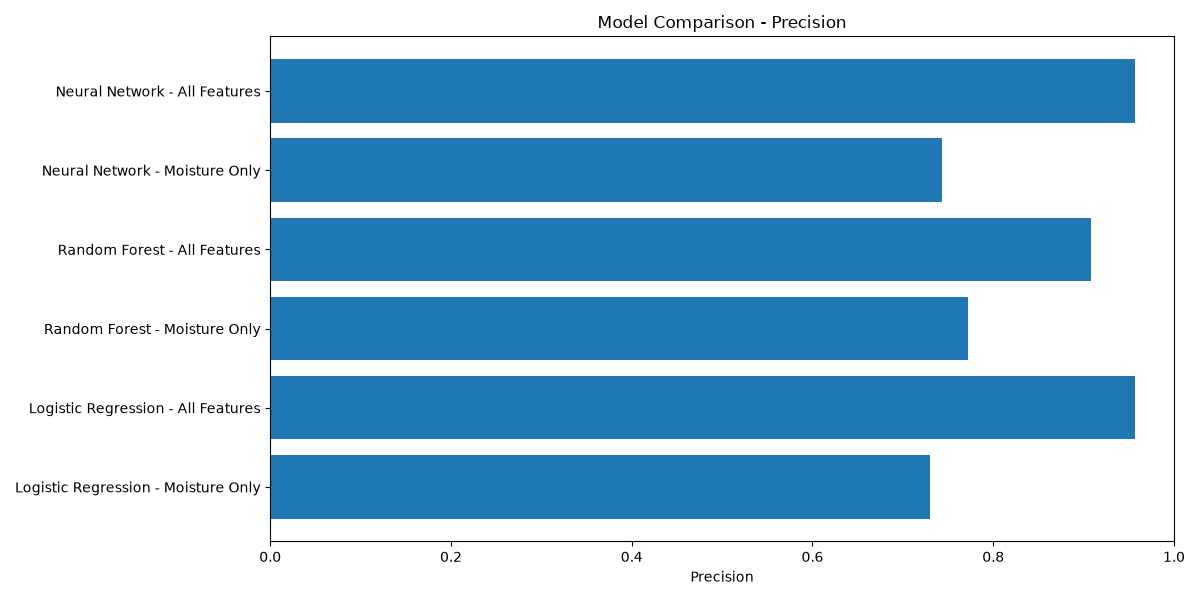 Model Comparison - Precision
Neural Network - All Features
Neural Network - Moisture Only
Random Forest - All Features
Random Forest - Moisture Only
Logistic Regression - All Features
Logistic Regression - Moisture Only
0.0 0.2 0.4 0.6 0.8 1.0
Precision